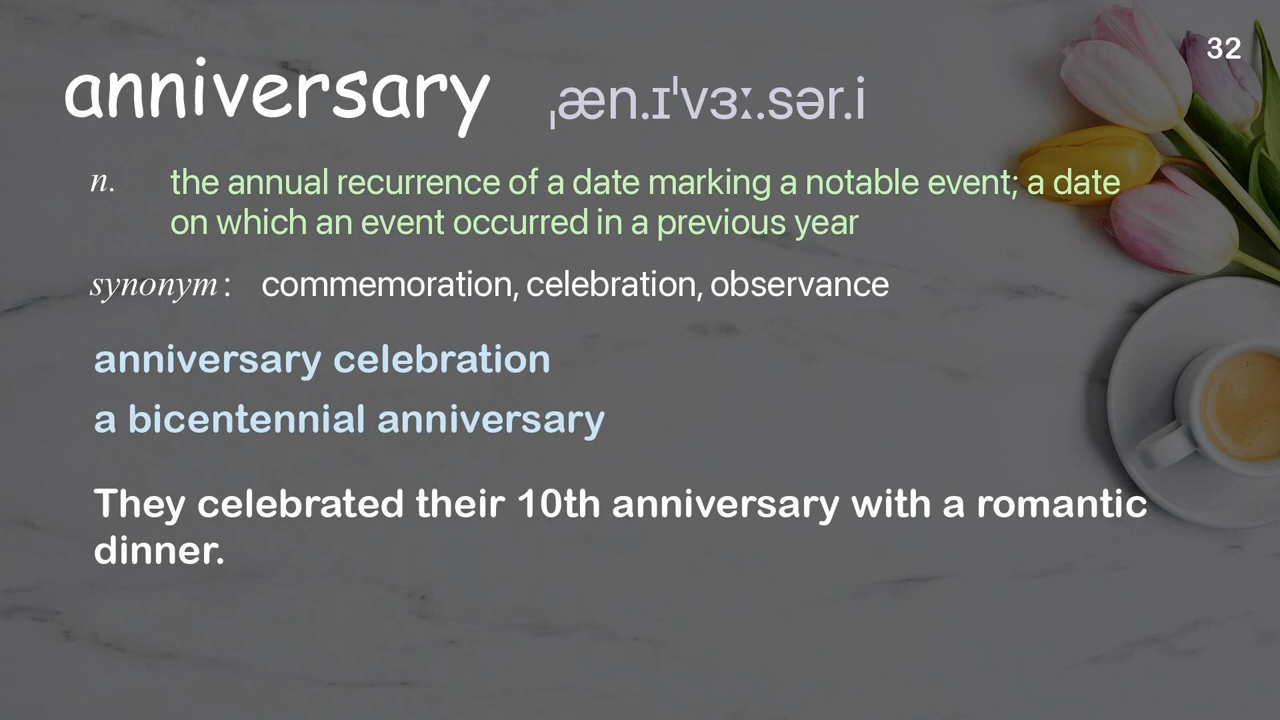 32
anniversary ˌæn.ɪˈvɜː.sər.i
n. the annual recurrence of a date marking a notable event; a date
on which an event occurred in a previous year
synonym: commemoration, celebration, observance
anniversary celebration
a bicentennial anniversary
They celebrated their 10th anniversary with a romantic
dinner.